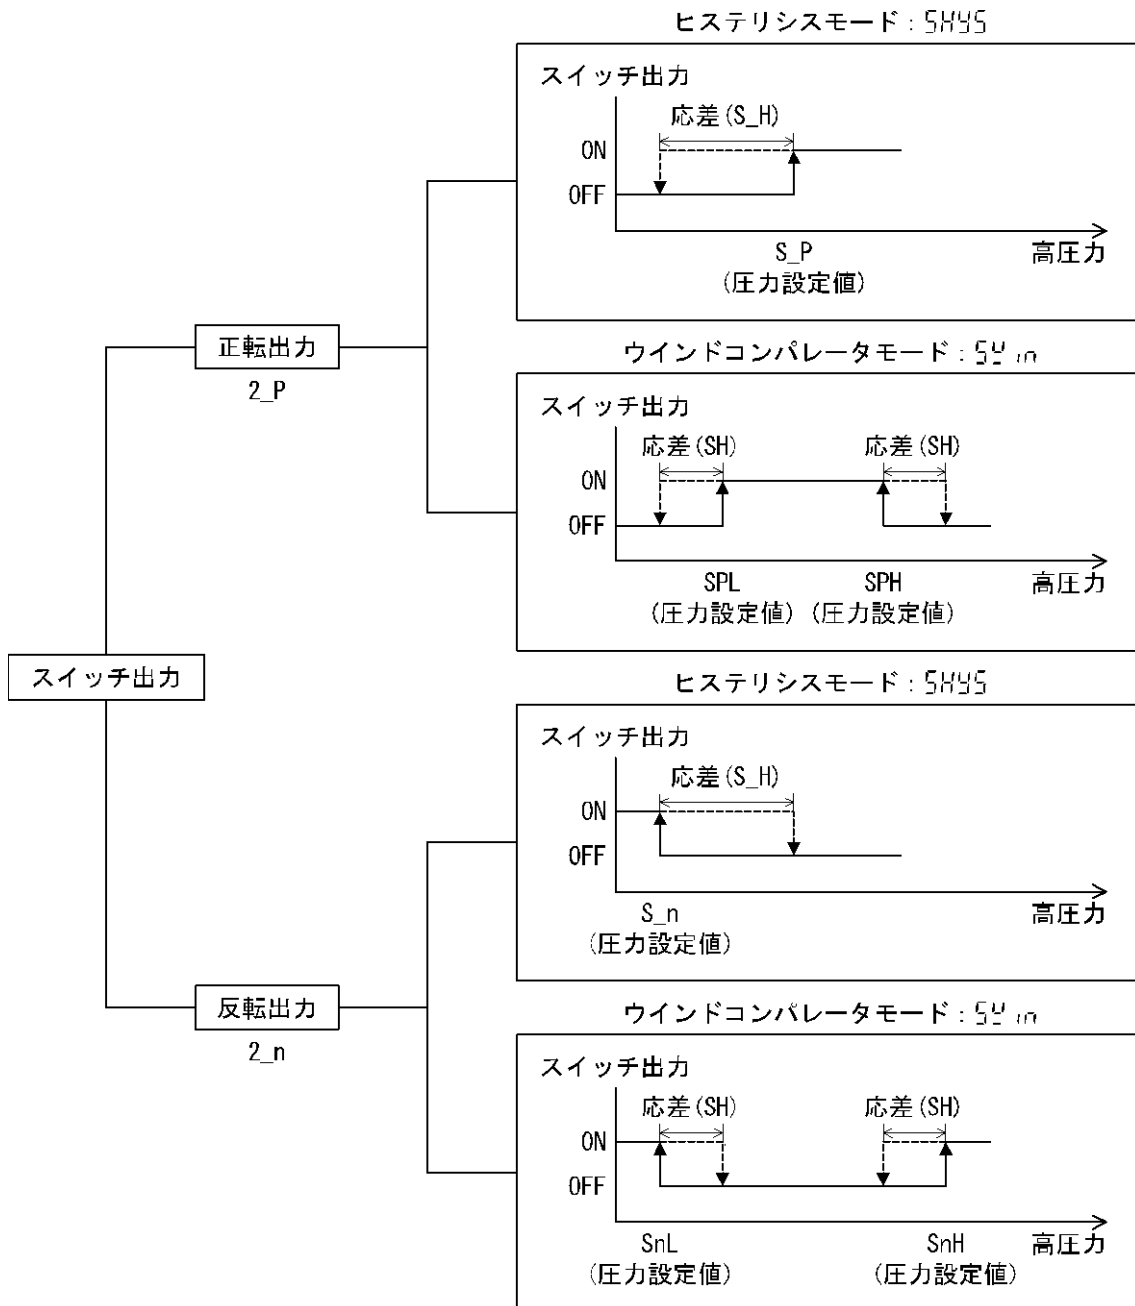 ヒステリシスモード:SHYS
スイッチ出力
応差(S_H)
ON
OFF
S_P
高圧力
(圧力設定値)
正転出力
2_P
ウインドコンパレータモード:SYin
スイッチ出力
応差(SH) 応差(SH)
ON
OFF
SPL SPH 高圧力
(圧力設定値) (圧力設定値)
スイッチ出力
ヒステリシスモード:SHYS
スイッチ出力
応差(S_H)
ON
OFF
S_n 高圧力
(圧力設定値)
反転出力
2_n
ウインドコンパレータモード:SYin
スイッチ出力
応差(SH) 応差(SH)
ON
OFF
SnL SnH 高圧力
(圧力設定値) (圧力設定値)